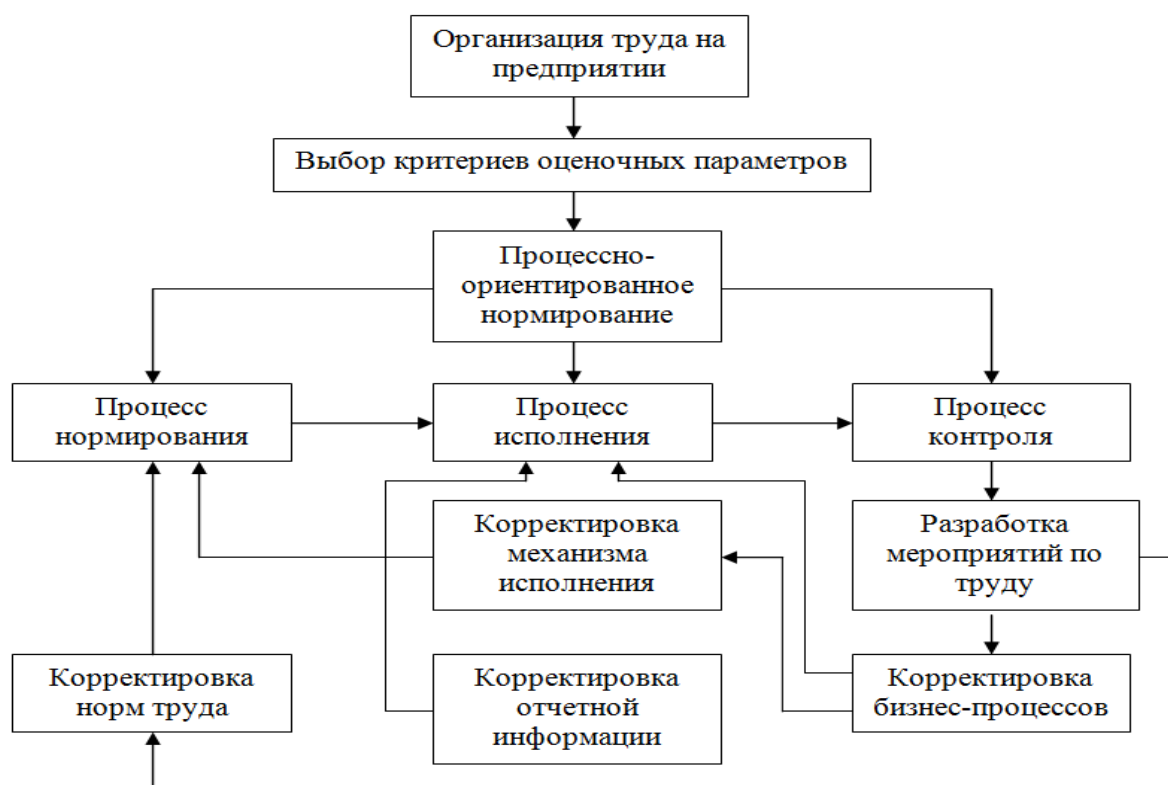 Организация труда на
предприятии
Выбор критериев оценочных параметров
Процессно-
ориентированное
нормирование
Процесс
нормирования
Процесс
исполнения
Процесс
контроля
Корректировка
механизма
исполнения
Разработка
мероприятий по
труду
Корректировка
норм труда
Корректировка
отчетной
информации
Корректировка
бизнес-процессов